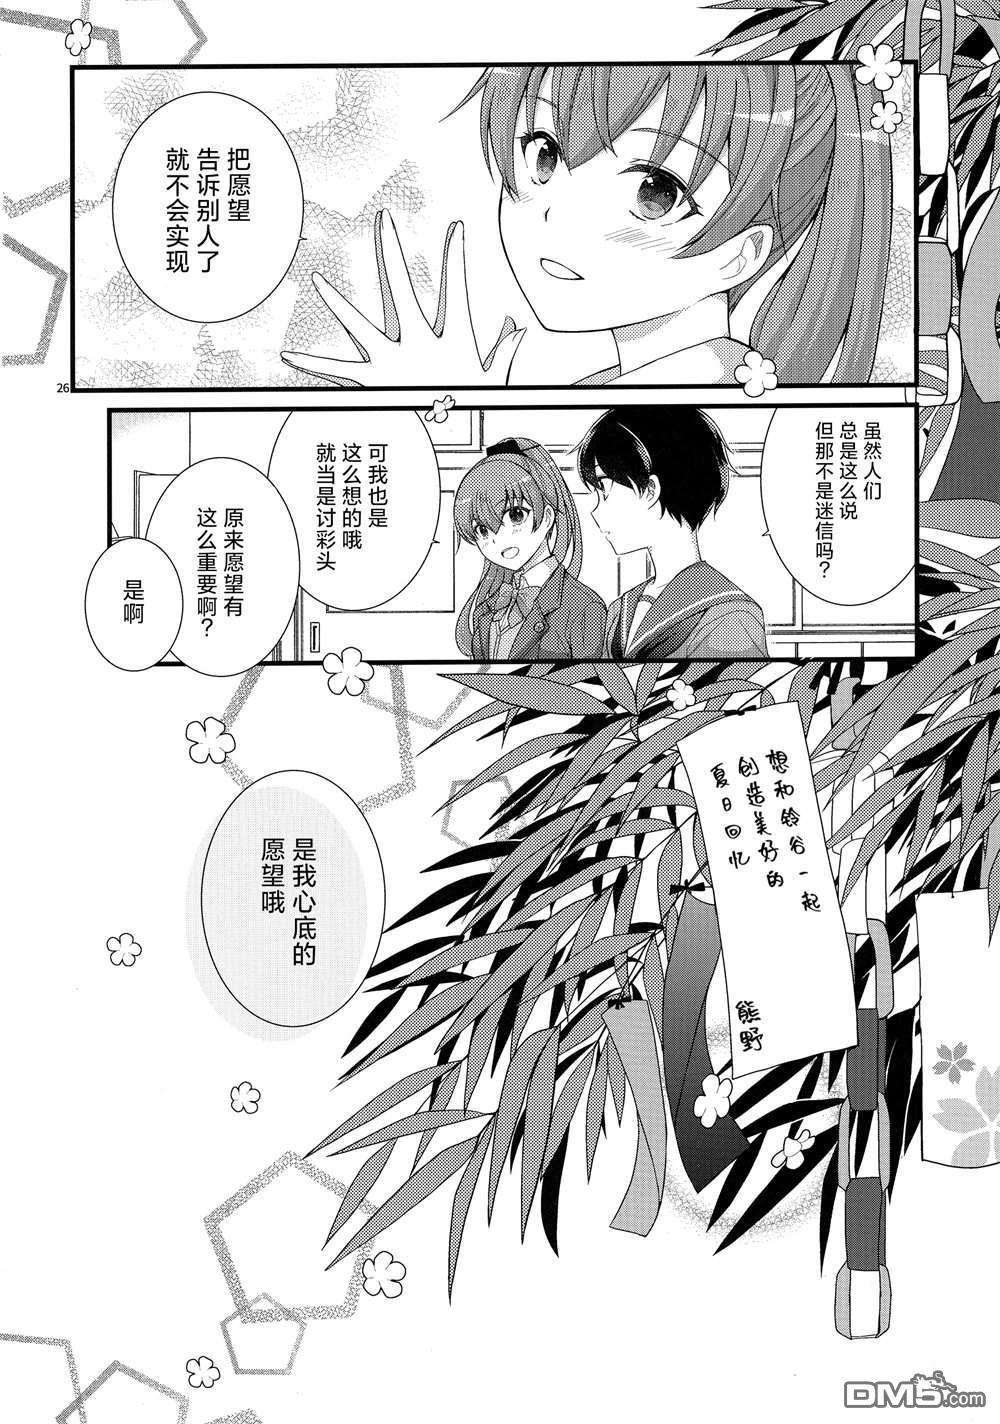 把愿望
告诉别人了
就不会实现
26
虽然人们
总是这么说
但那不是迷信吗？
可我也是
这么想的哦
就当是讨彩头
原来愿望有
这么重要啊？
是啊
想和铃谷一起
创造美好的
夏日回忆
熊野
是我心底的
愿望哦
DM5.com